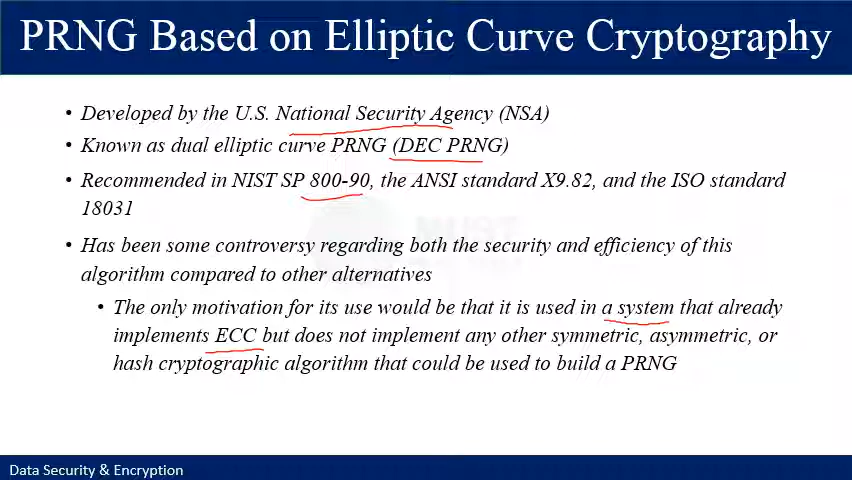 PRNG Based on Elliptic Curve Cryptography
• Developed by the U.S. National Security Agency (NSA)
• Known as dual elliptic curve PRNG (DEC PRNG)
• Recommended in NIST SP 800-90, the ANSI standard X9.82, and the ISO standard
18031
• Has been some controversy regarding both the security and efficiency of this
algorithm compared to other alternatives
• The only motivation for its use would be that it is used in a system that already
implements ECC but does not implement any other symmetric, asymmetric, or
hash cryptographic algorithm that could be used to build a PRNG
Data Security & Encryption